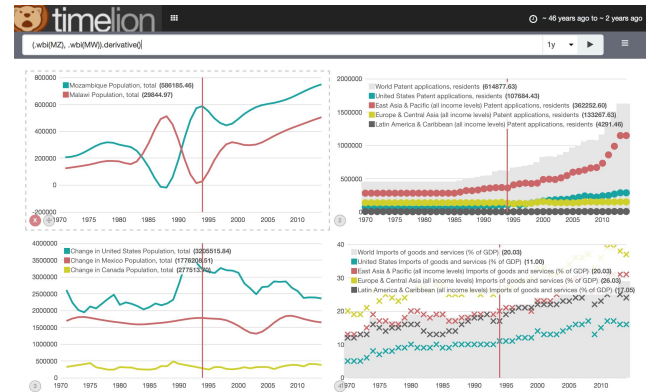 timelion
~ 46 years ago to ~ 2 years ago
(.wbi(MZ), .wbi(MW)).derivative()
1y
800000
600000
400000
200000
0
-200000
Mozambique Population, total (586185.46)
Malawi Population, total (29844.97)
1970 1975 1980 1985 1990 1995 2000 2005 2010
2000000
1500000
1000000
500000
0
World Patent applications, residents (614877.63)
United States Patent applications, residents (107684.43)
East Asia & Pacific (all income levels) Patent applications, residents (362252.60)
Europe & Central Asia (all income levels) Patent applications, residents (133267.63)
Latin America & Caribbean (all income levels) Patent applications, residents (4291.46)
1970 1975 1980 1985 1990 1995 2000 2005 2010
4000000
3500000
3000000
2500000
2000000
1500000
1000000
500000
0
Change in United States Population, total (3205515.84)
Change in Mexico Population, total (1776208.51)
Change in Canada Population, total (277513.70)
1970 1975 1980 1985 1990 1995 2000 2005 2010
40
30
20
10
0
World Imports of goods and services (% of GDP) (20.03)
United States Imports of goods and services (% of GDP) (11.00)
East Asia & Pacific (all income levels) Imports of goods and services (% of GDP) (20.03)
Europe & Central Asia (all income levels) Imports of goods and services (% of GDP) (26.03)
Latin America & Caribbean (all income levels) Imports of goods and services (% of GDP) (17.05)
1970 1975 1980 1985 1990 1995 2000 2005 2010